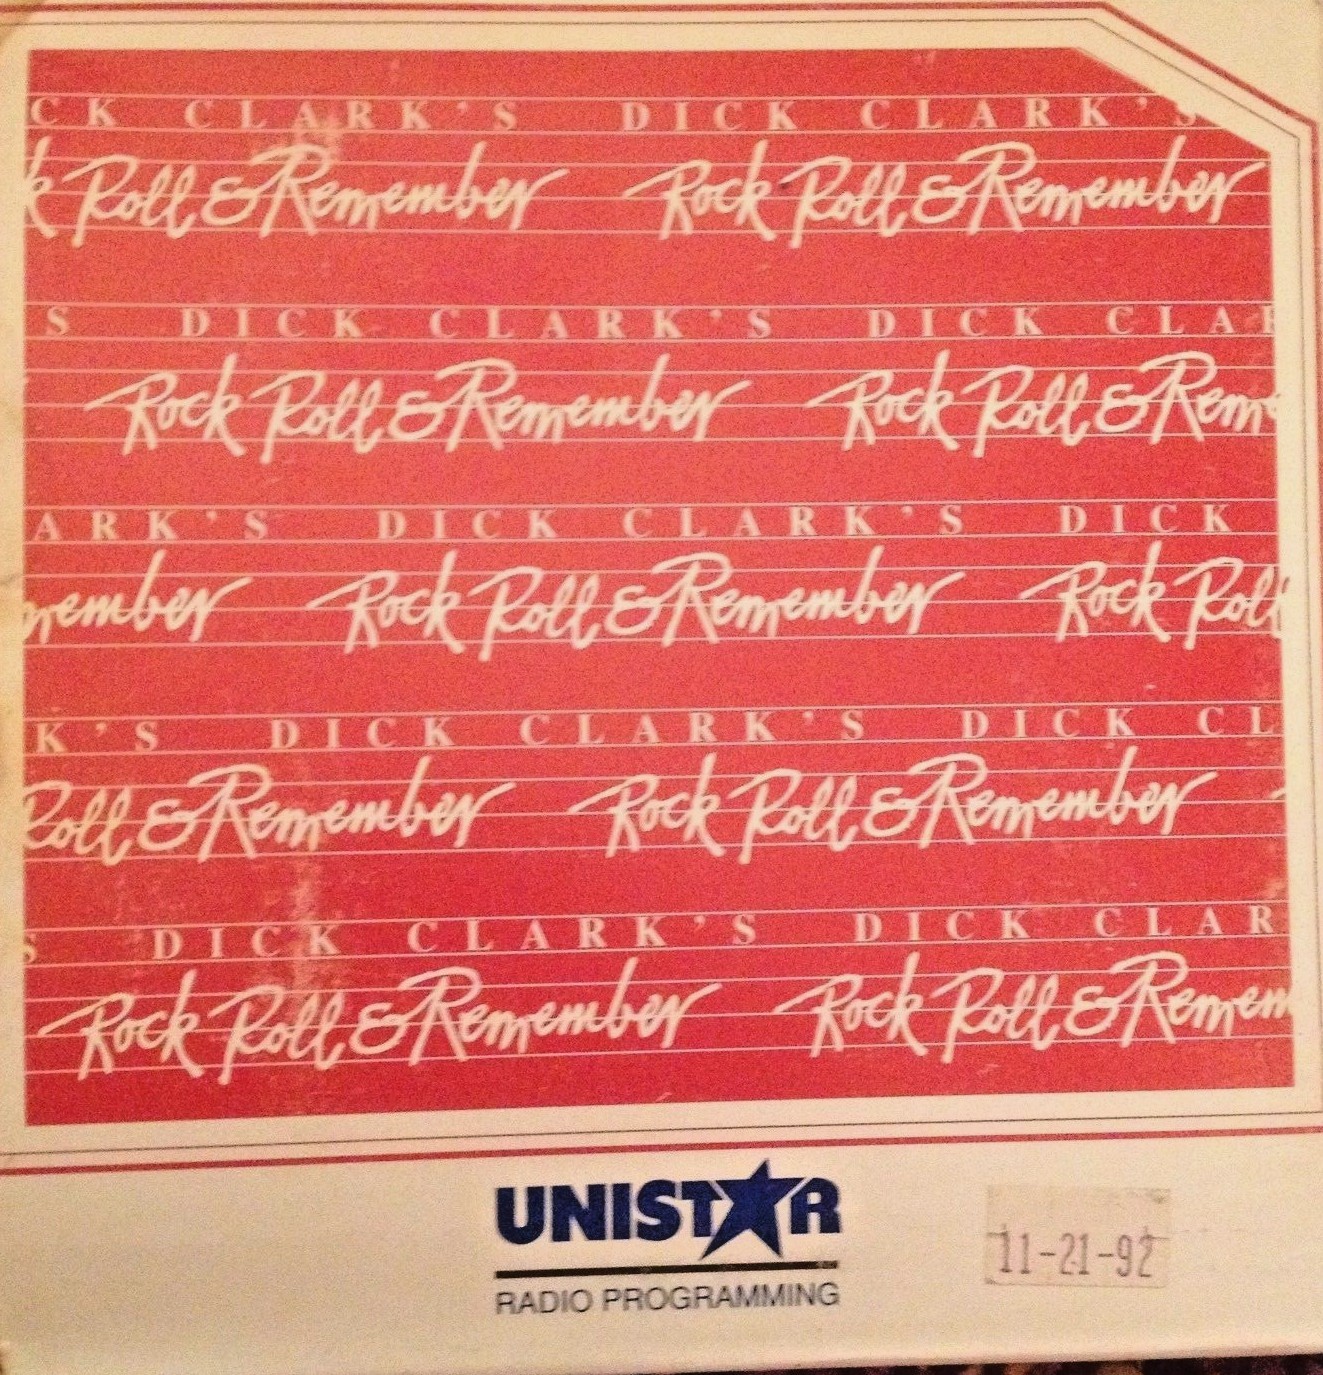 CK CLARK'S DICK CLARK'S
k Roll & Remember Rock Roll & Remember
S DICK CLARK'S DICK CLAR
Rock Roll & Remember Rock Roll & Reme
ARK'S DICK CLARK'S DICK
member Rock Roll & Remember Rock Roll
K'S DICK CLARK'S DICK CL
Roll & Remember Rock Roll & Remember
S DICK CLARK'S DICK CLAR
Rock Roll & Remember Rock Roll & Remem
UNISTAR
RADIO PROGRAMMING
11-21-92